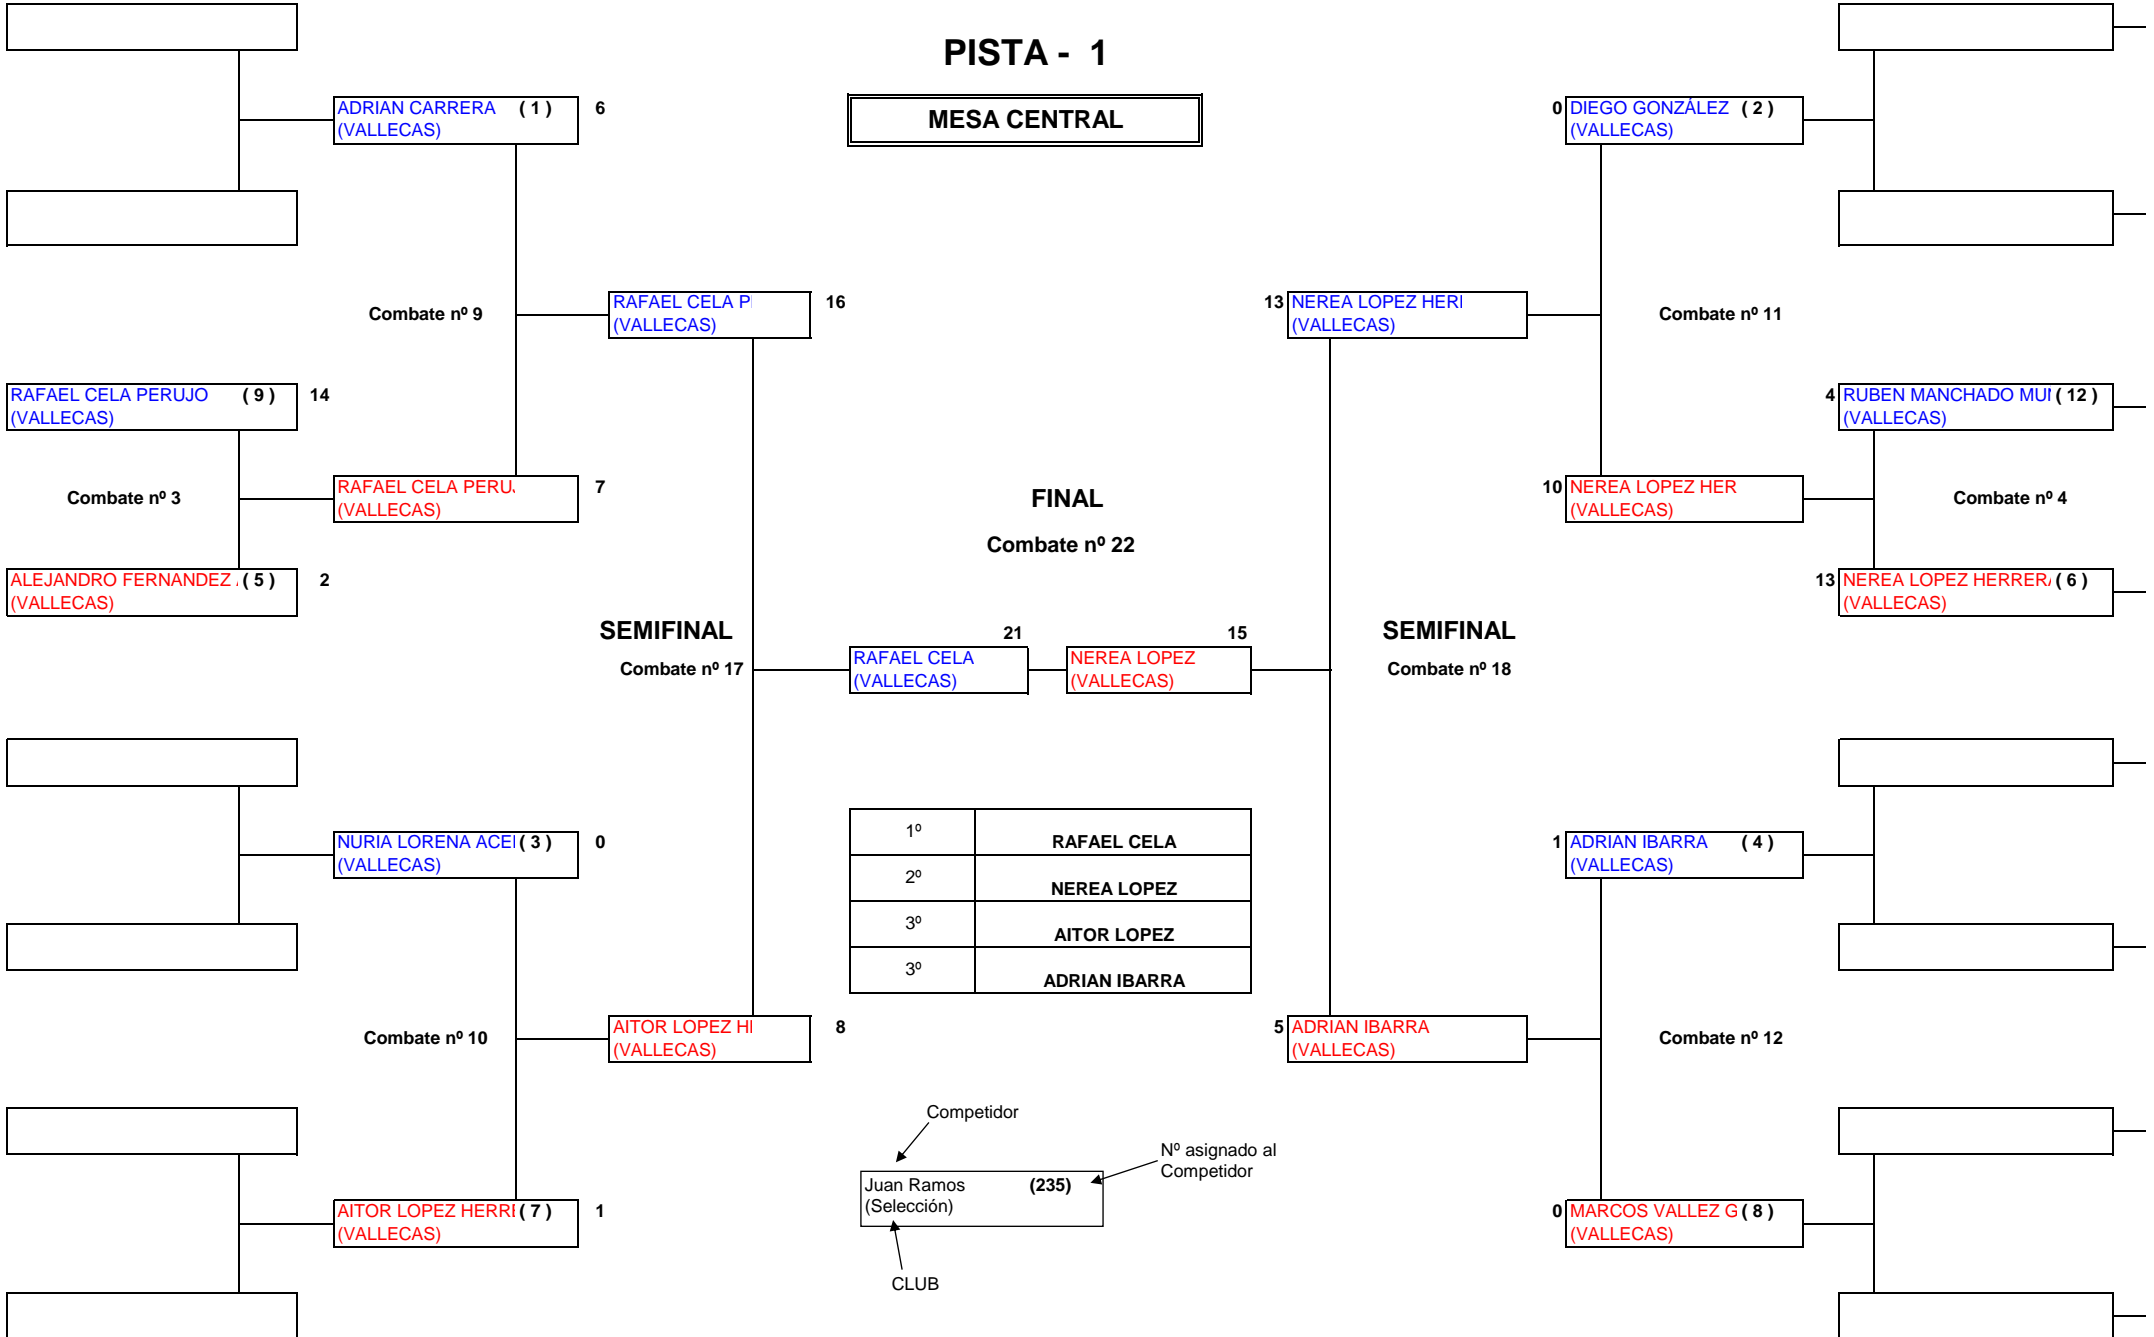 PISTA - 1
MESA CENTRAL
ADRIAN CARRERA ( 1 ) 6
(VALLECAS)
0 DIEGO GONZÁLEZ ( 2 )
(VALLECAS)
Combate nº 9
RAFAEL CELA P 16
(VALLECAS)
13 NEREA LOPEZ HER
(VALLECAS)
Combate nº 11
RAFAEL CELA PERUJO ( 9 ) 14
(VALLECAS)
4 RUBEN MANCHADO MU ( 12 )
(VALLECAS)
Combate nº 3
RAFAEL CELA PERU 7
(VALLECAS)
FINAL
Combate nº 22
10 NEREA LOPEZ HER
(VALLECAS)
Combate nº 4
ALEJANDRO FERNANDEZ ( 5 ) 2
(VALLECAS)
13 NEREA LOPEZ HERRER ( 6 )
(VALLECAS)
SEMIFINAL
Combate nº 17
21
RAFAEL CELA
(VALLECAS)
15
NEREA LOPEZ
(VALLECAS)
SEMIFINAL
Combate nº 18
NURIA LORENA ACE ( 3 ) 0
(VALLECAS)
1º RAFAEL CELA
2º NEREA LOPEZ
3º AITOR LOPEZ
3º ADRIAN IBARRA
1 ADRIAN IBARRA ( 4 )
(VALLECAS)
Combate nº 10
AITOR LOPEZ H 8
(VALLECAS)
5 ADRIAN IBARRA
(VALLECAS)
Combate nº 12
AITOR LOPEZ HERR ( 7 ) 1
(VALLECAS)
Competidor
Nº asignado al
Competidor
Juan Ramos (235)
(Selección)
CLUB
0 MARCOS VALLEZ G ( 8 )
(VALLECAS)